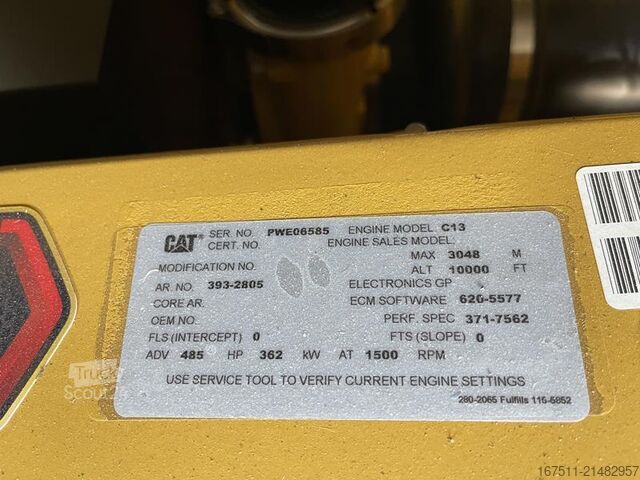 CAT® SER. NO. PWE06585 ENGINE MODEL C13
CERT. NO. ENGINE SALES MODEL:
MAX 3048 M
MODIFICATION NO. ALT 10000 FT
AR. NO. 393-2805 ELECTRONICS GP
CORE AR. ECM SOFTWARE 620-5577
OEM NO. PERF. SPEC 371-7562
FLS (INTERCEPT) 0 FTS (SLOPE) 0
ADV 485 HP 362 kW AT 1500 RPM
USE SERVICE TOOL TO VERIFY CURRENT ENGINE SETTINGS
280-2065 Fulfills 116-5852
Trucks
Scout24
167511-21482957